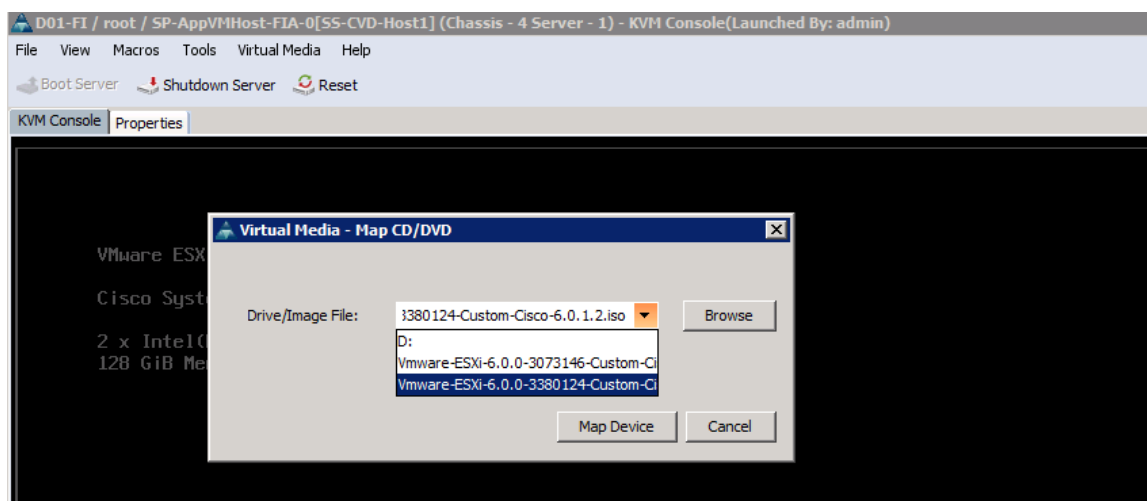 D01-FI / root / SP-AppVMHost-FIA-0[SS-CVD-Host1] (Chassis - 4 Server - 1) - KVM Console(Launched By: admin)
File View Macros Tools Virtual Media Help
Boot Server Shutdown Server Reset
KVM Console Properties
Virtual Media - Map CD/DVD
VMware ESX
Cisco Syst
Drive/Image File: 3380124-Custom-Cisco-6.0.1.2.iso Browse
2 x Intel(
D:
128 GiB Me
Vmware-ESXi-6.0.0-3073146-Custom-Ci
Vmware-ESXi-6.0.0-3380124-Custom-Ci
Map Device Cancel